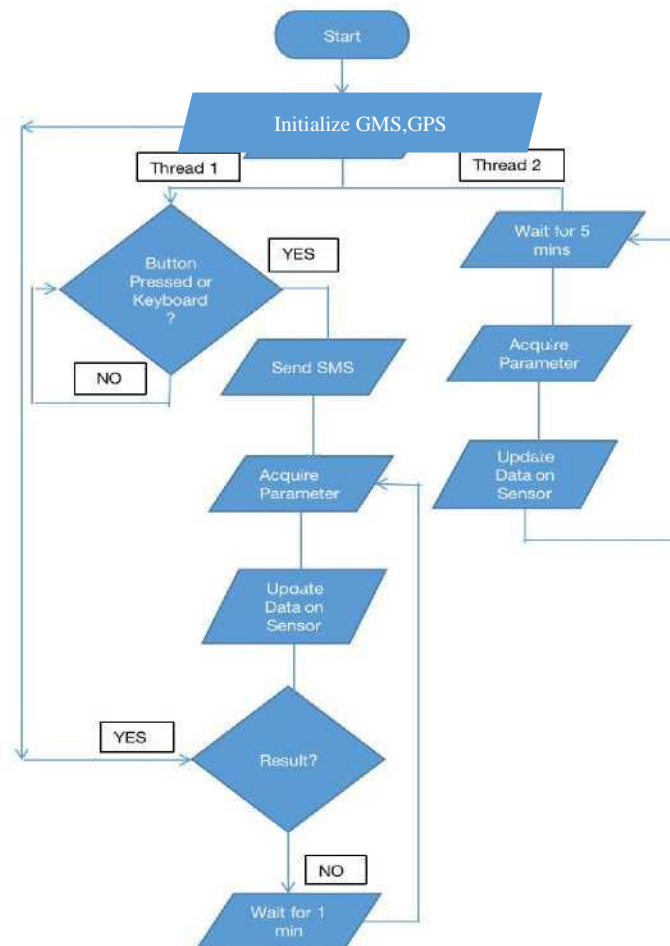 Start
Initialize GMS,GPS
Thread 1
Thread 2
Button
Pressed or
Keyboard
?
YES
NO
Send SMS
Acquire
Parameter
Update
Data on
Sensor
YES
Result?
NO
Wait for 1
min
Wait for 5
mins
Acquire
Parameter
Update
Data on
Sensor